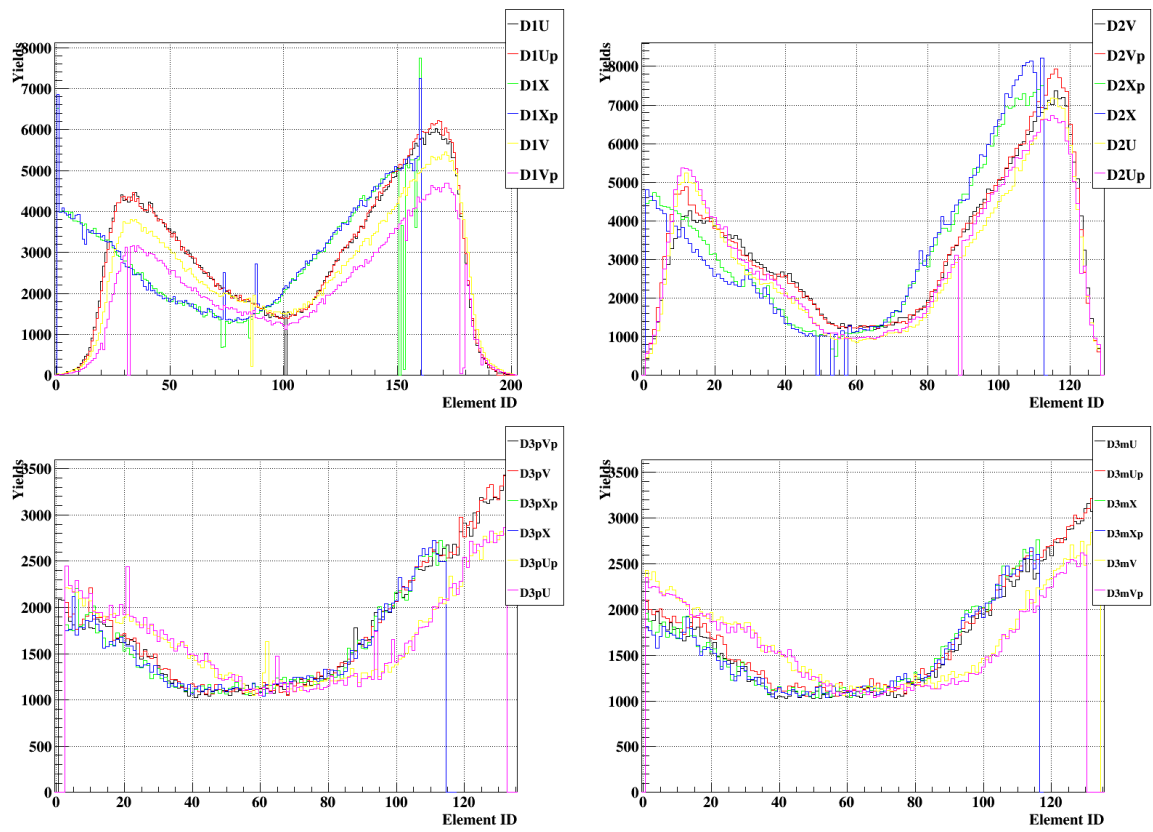 Yields
8000
7000
6000
5000
4000
3000
2000
1000
0
0 50 100 150 200
Element ID
D1U
D1Up
D1X
D1Xp
D1V
D1Vp
Yields
8000
7000
6000
5000
4000
3000
2000
1000
0
0 20 40 60 80 100 120
Element ID
D2V
D2Vp
D2Xp
D2X
D2U
D2Up
Yields
3500
3000
2500
2000
1500
1000
500
0
0 20 40 60 80 100 120
Element ID
D3pVp
D3pV
D3pXp
D3pX
D3pUp
D3pU
Yields
3500
3000
2500
2000
1500
1000
500
0
0 20 40 60 80 100 120
Element ID
D3mU
D3mUp
D3mX
D3mXp
D3mV
D3mVp